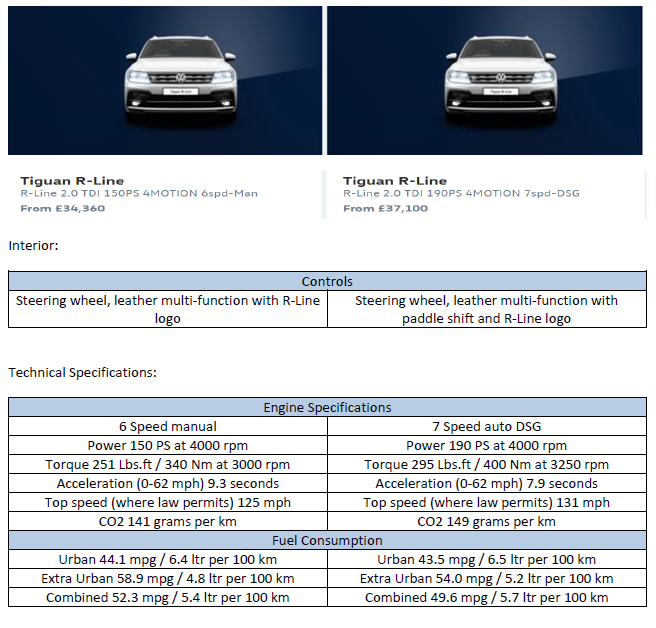 Tiguan R-Line
Tiguan R-Line
Tiguan R-Line
R-Line 2.0 TDI 150PS 4MOTION 6spd-Man
From £34,360
Tiguan R-Line
R-Line 2.0 TDI 190PS 4MOTION 7spd-DSG
From £37,100
Interior:
Controls
Steering wheel, leather multi-function with R-Line
logo
Steering wheel, leather multi-function with
paddle shift and R-Line logo
Technical Specifications:
Engine Specifications
6 Speed manual
7 Speed auto DSG
Power 150 PS at 4000 rpm
Power 190 PS at 4000 rpm
Torque 251 Lbs.ft / 340 Nm at 3000 rpm
Torque 295 Lbs.ft / 400 Nm at 3250 rpm
Acceleration (0-62 mph) 9.3 seconds
Acceleration (0-62 mph) 7.9 seconds
Top speed (where law permits) 125 mph
Top speed (where law permits) 131 mph
CO2 141 grams per km
CO2 149 grams per km
Fuel Consumption
Urban 44.1 mpg / 6.4 ltr per 100 km
Urban 43.5 mpg / 6.5 ltr per 100 km
Extra Urban 58.9 mpg / 4.8 ltr per 100 km
Extra Urban 54.0 mpg / 5.2 ltr per 100 km
Combined 52.3 mpg / 5.4 ltr per 100 km
Combined 49.6 mpg / 5.7 ltr per 100 km